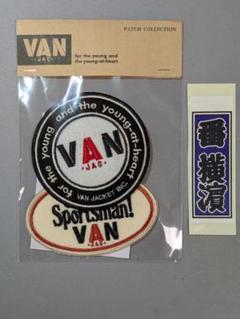 PATCH COLLECTION
VAN
·JAC·
for the young and
the young-at-heart
for the young and the young-at-heart
VAN
·JAC·
VAN JACKET INC.
Sportsman!
VAN
·JAC·
番
横
濱